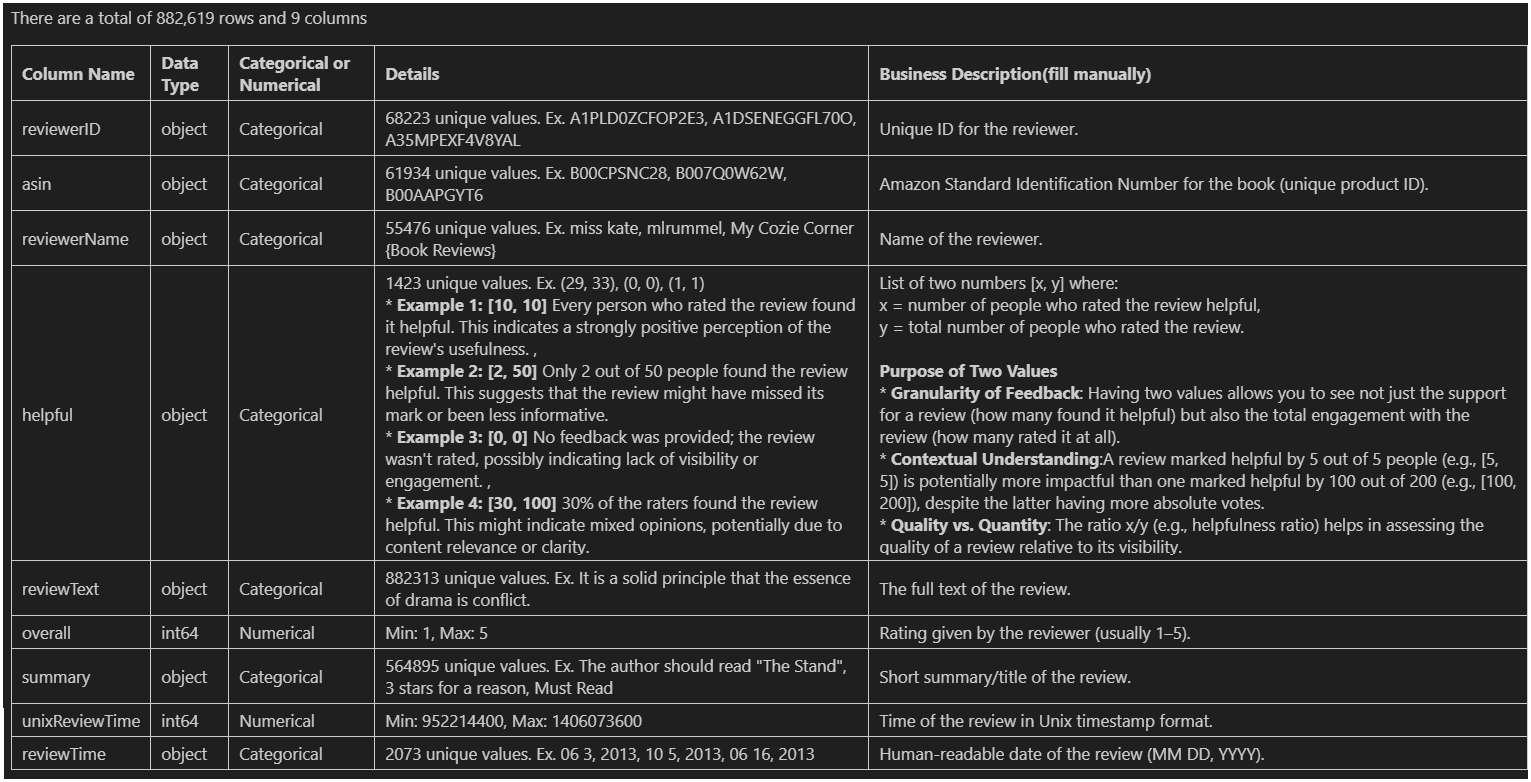 There are a total of 882,619 rows and 9 columns
Column Name
Data
Type
Categorical or
Numerical
Details
Business Description(fill manually)
reviewerID
object
Categorical
68223 unique values. Ex. A1PLD0ZCFOP2E3, A1DSENEGGFL70O,
A35MPEXF4V8YAL
Unique ID for the reviewer.
asin
object
Categorical
61934 unique values. Ex. B00CPSNC28, B007Q0W62W,
B00AAPGYT6
Amazon Standard Identification Number for the book (unique product ID).
reviewerName
object
Categorical
55476 unique values. Ex. miss kate, mlrummel, My Cozie Corner
{Book Reviews}
Name of the reviewer.
helpful
object
Categorical
1423 unique values. Ex. (29, 33), (0, 0), (1, 1)
* Example 1: [10, 10] Every person who rated the review found
it helpful. This indicates a strongly positive perception of the
review's usefulness. ,
* Example 2: [2, 50] Only 2 out of 50 people found the review
helpful. This suggests that the review might have missed its
mark or been less informative.
* Example 3: [0, 0] No feedback was provided; the review
wasn't rated, possibly indicating lack of visibility or
engagement. ,
* Example 4: [30, 100] 30% of the raters found the review
helpful. This might indicate mixed opinions, potentially due to
content relevance or clarity.
List of two numbers [x, y] where:
x = number of people who rated the review helpful,
y = total number of people who rated the review.
Purpose of Two Values
* Granularity of Feedback: Having two values allows you to see not just the support
for a review (how many found it helpful) but also the total engagement with the
review (how many rated it at all).
* Contextual Understanding:A review marked helpful by 5 out of 5 people (e.g., [5,
5]) is potentially more impactful than one marked helpful by 100 out of 200 (e.g., [100,
200]), despite the latter having more absolute votes.
* Quality vs. Quantity: The ratio x/y (e.g., helpfulness ratio) helps in assessing the
quality of a review relative to its visibility.
reviewText
object
Categorical
882313 unique values. Ex. It is a solid principle that the essence
of drama is conflict.
The full text of the review.
overall
int64
Numerical
Min: 1, Max: 5
Rating given by the reviewer (usually 1–5).
summary
object
Categorical
564895 unique values. Ex. The author should read "The Stand",
3 stars for a reason, Must Read
Short summary/title of the review.
unixReviewTime
int64
Numerical
Min: 952214400, Max: 1406073600
Time of the review in Unix timestamp format.
reviewTime
object
Categorical
2073 unique values. Ex. 06 3, 2013, 10 5, 2013, 06 16, 2013
Human-readable date of the review (MM DD, YYYY).